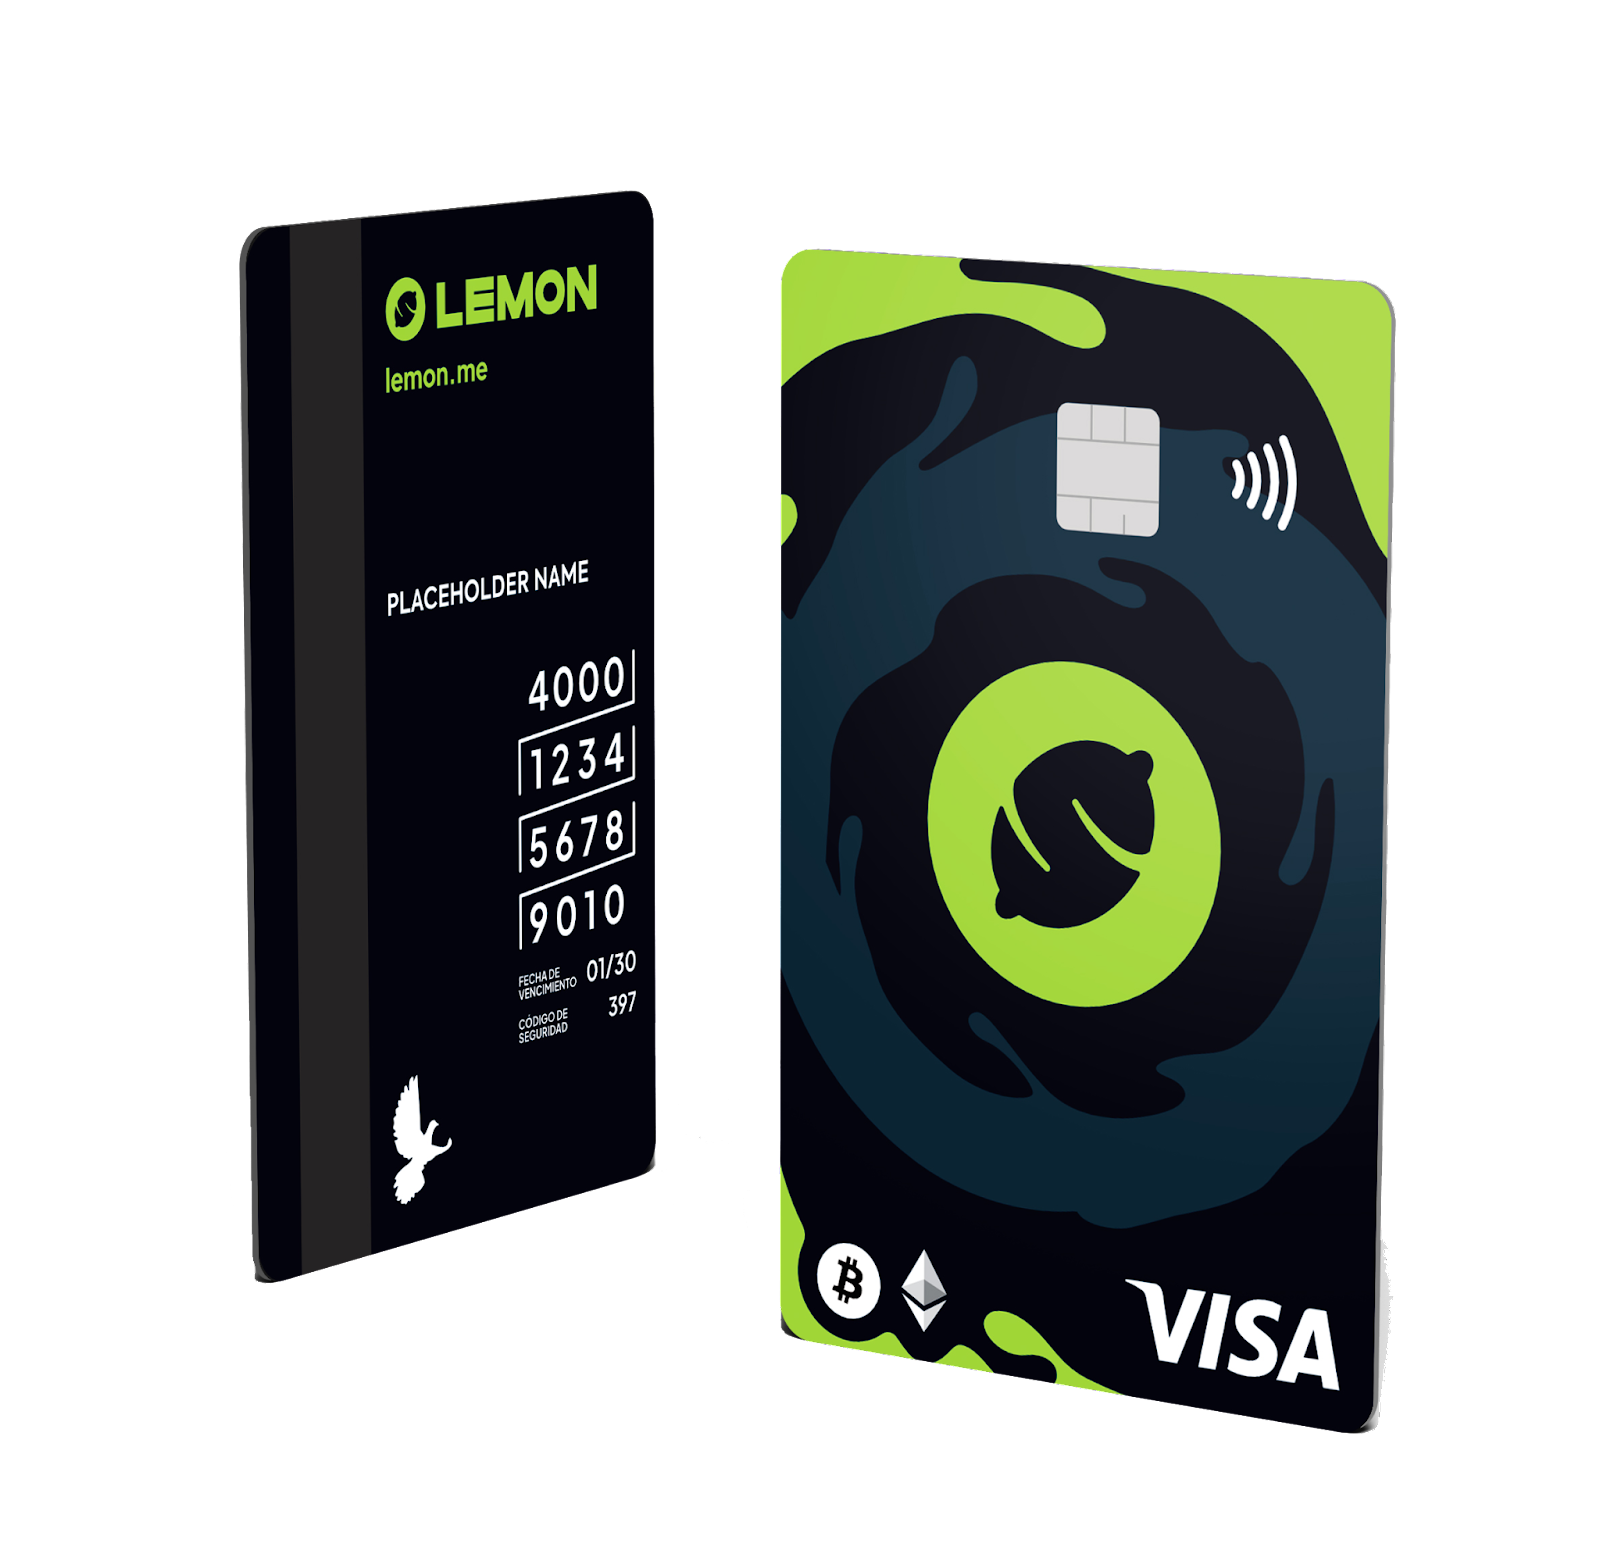 LEMON
lemon.me
PLACEHOLDER NAME
4000
1234
5678
9010
FECHA DE
VENCIMIENTO
01/30
CÓDIGO DE
SEGURIDAD
397
VISA